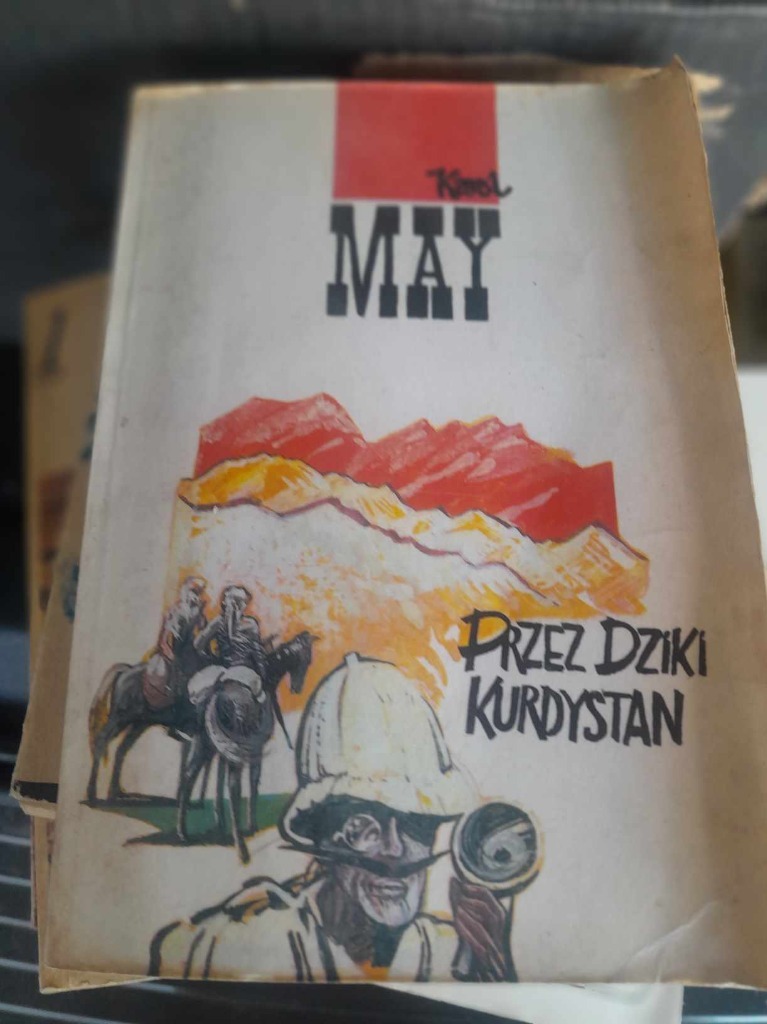 Karol
MAY
PRZEZ DZIKI
KURDYSTAN